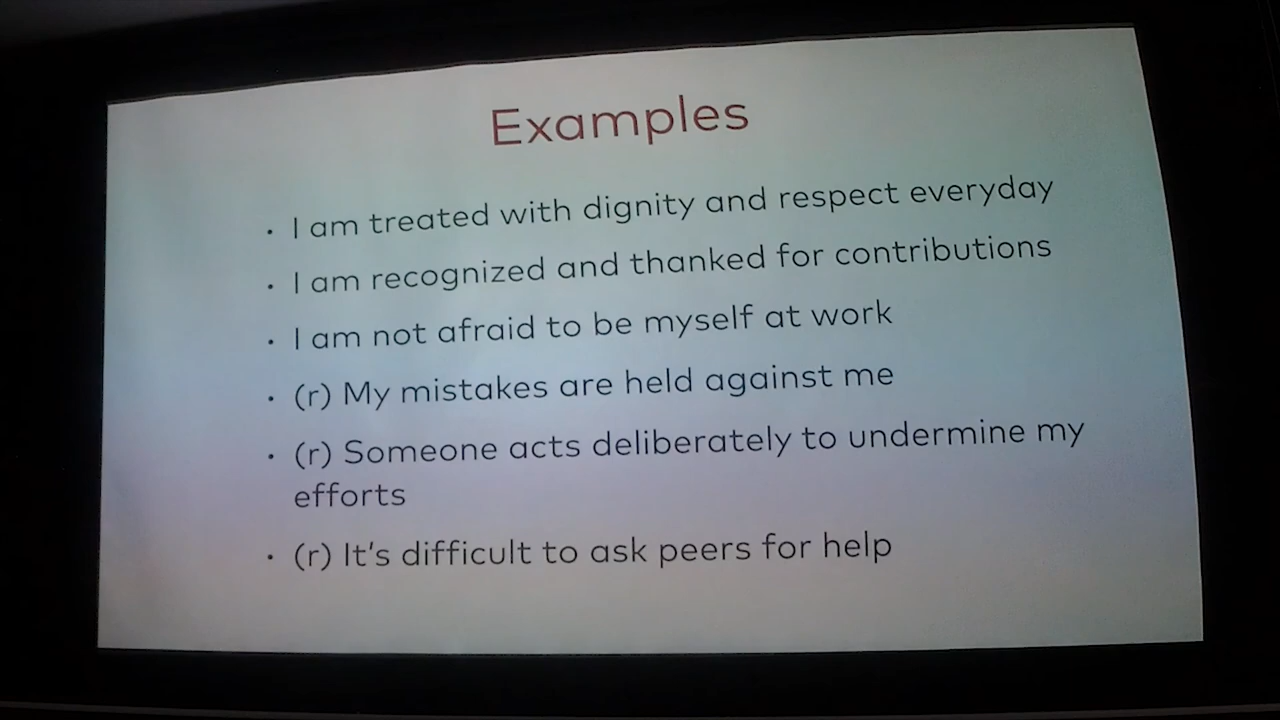 Examples
· I am treated with dignity and respect everyday
· I am recognized and thanked for contributions
· I am not afraid to be myself at work
· (r) My mistakes are held against me
· (r) Someone acts deliberately to undermine my
efforts
· (r) It's difficult to ask peers for help